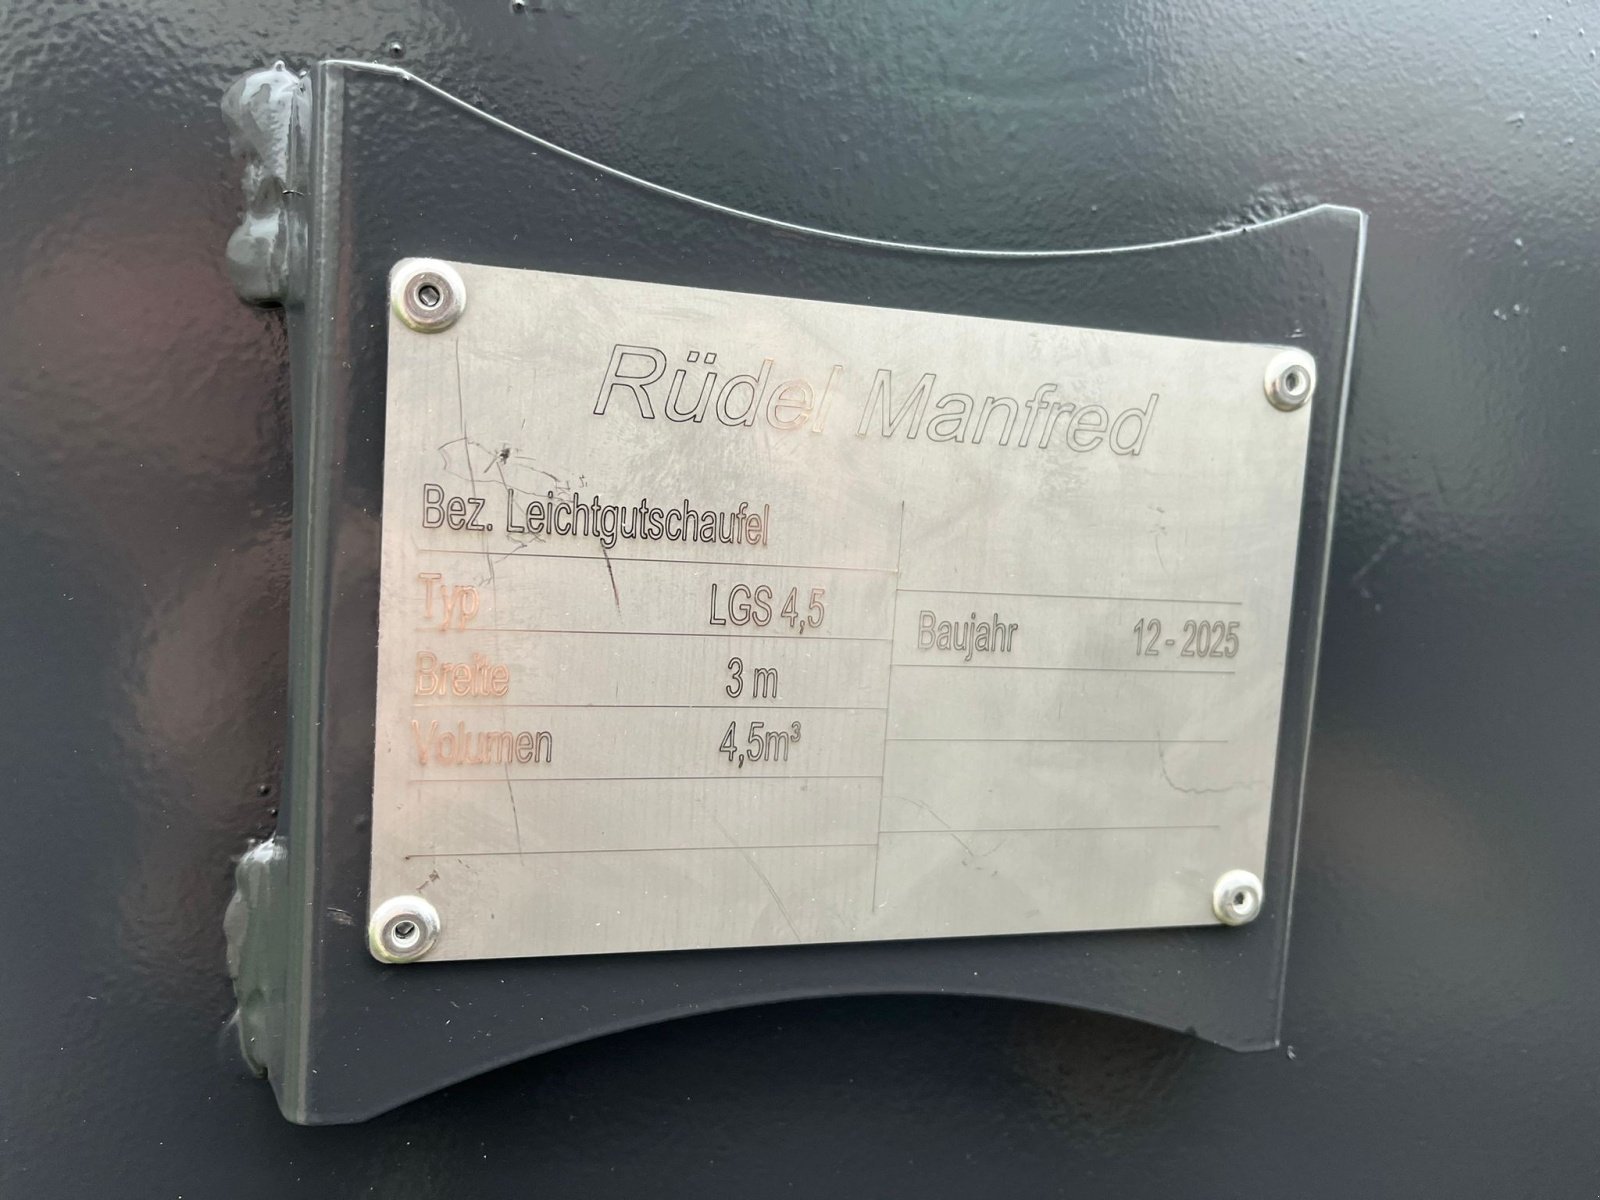 Rüdel Manfred
Bez. Leichtgutschaufel
Typ LGS 4,5
Breite 3 m
Volumen 4,5m³
Baujahr 12 - 2025